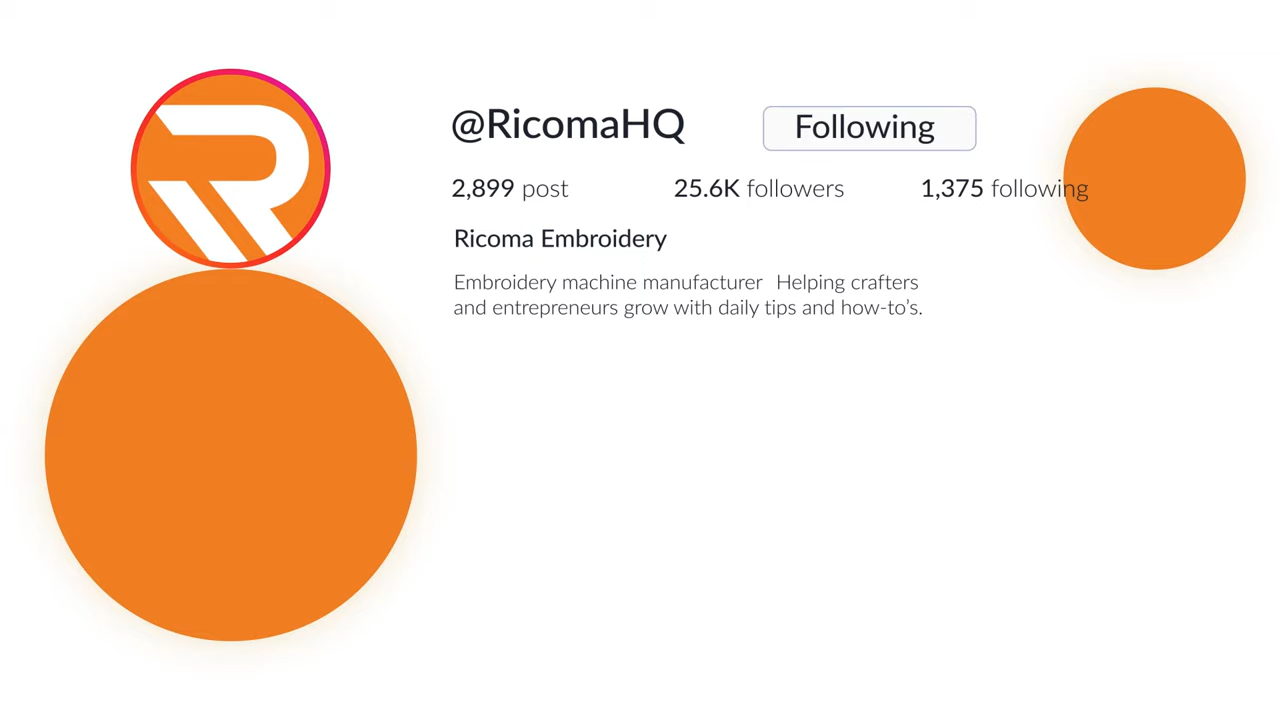 @RicomaHQ Following
2,899 post 25.6K followers 1,375 following
Ricoma Embroidery
Embroidery machine manufacturer Helping crafters
and entrepreneurs grow with daily tips and how-to’s.